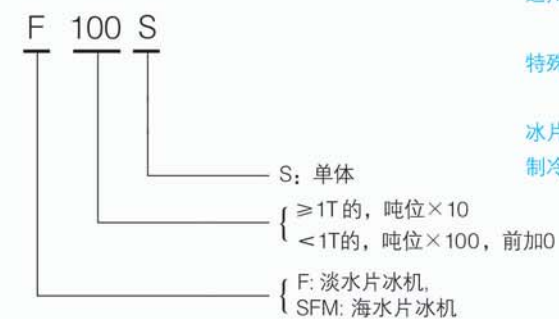 F 100 S
特殊
冰片
制冷
S: 单体
≥1T的, 吨位×10
<1T的, 吨位×100, 前加0
F: 淡水片冰机,
SFM: 海水片冰机